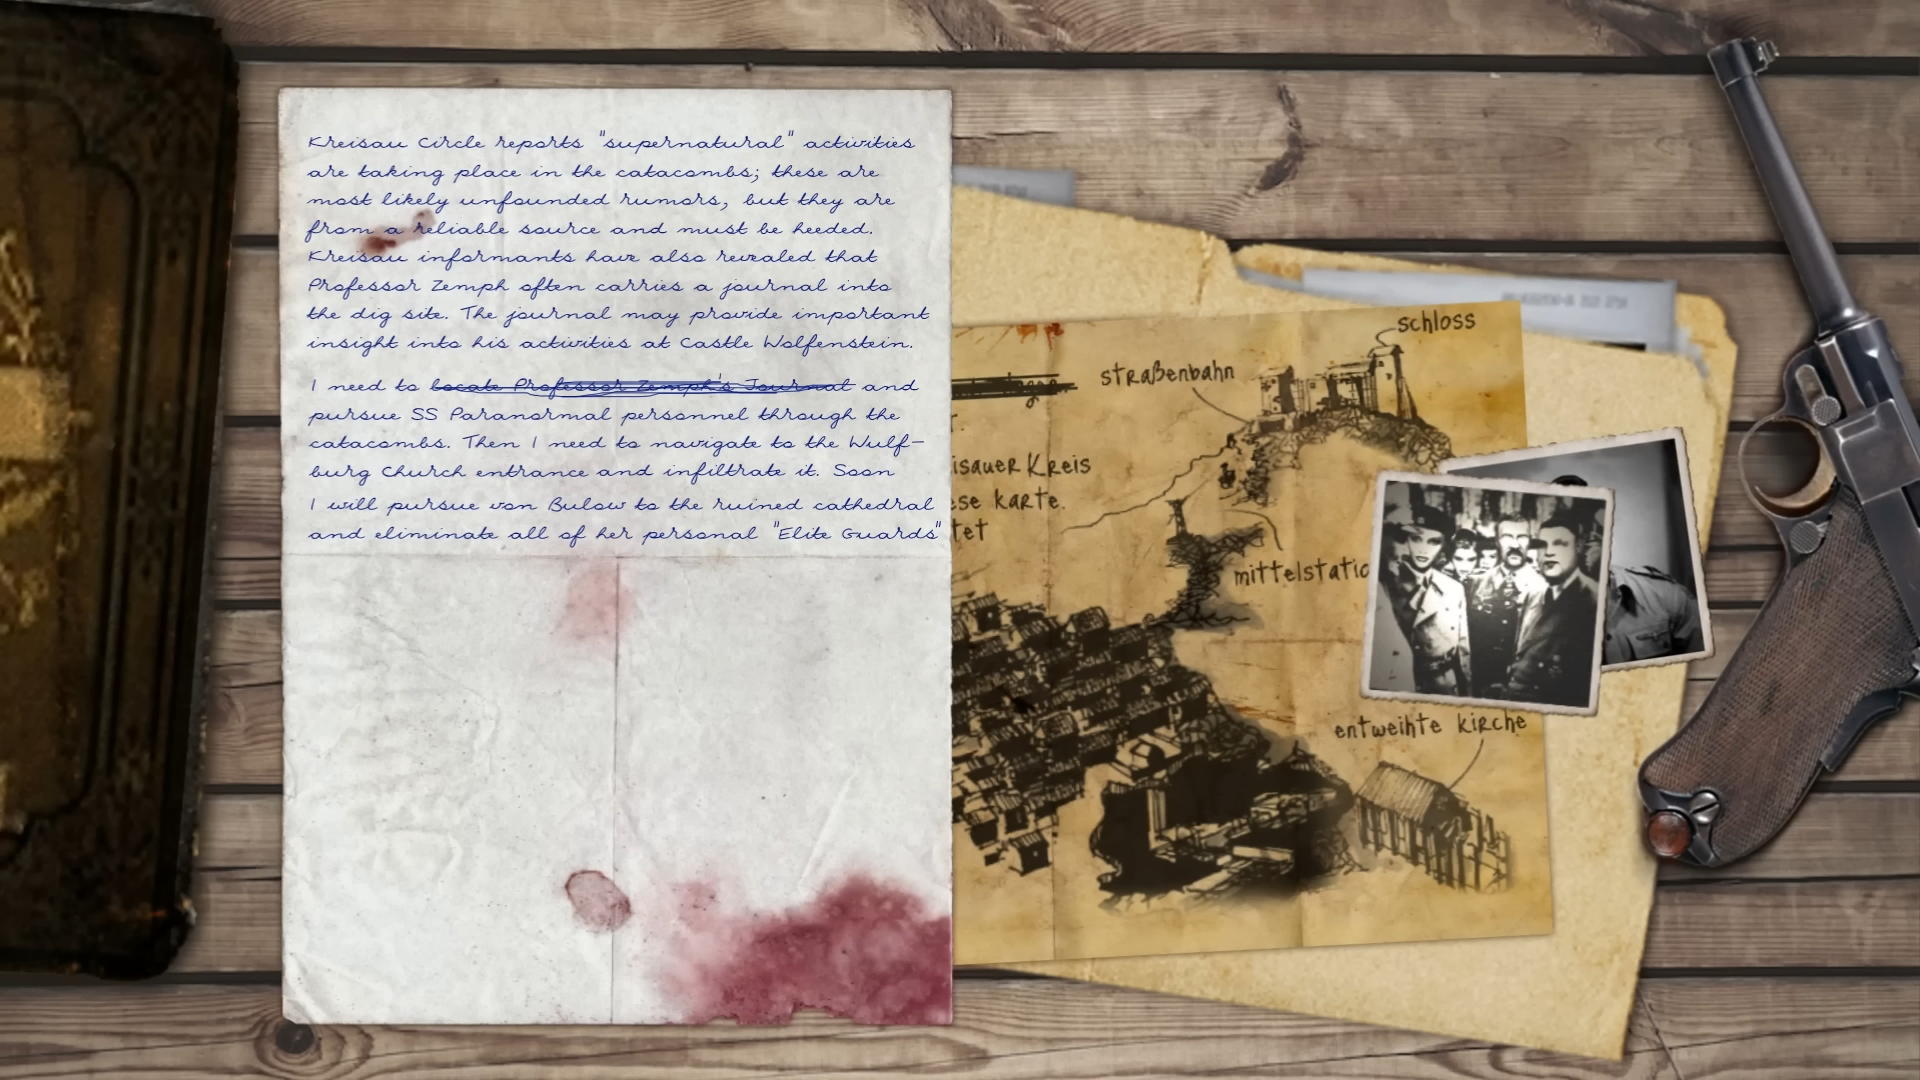 Kreisau Circle reports "supernatural" activities
are taking place in the catacombs; these are
most likely unfounded rumors, but they are
from a reliable source and must be heeded.
Kreisau informants have also revealed that
Professor Zemph often carries a journal into
the dig site. The journal may provide important
insight into his activities at Castle Wolfenstein.
I need to locate Professor Zemph's Journal and
pursue SS Paranormal personnel through the
catacombs. Then I need to navigate to the Wulf-
burg Church entrance and infiltrate it. Soon
I will pursue von Bulow to the ruined cathedral
and eliminate all of her personal "Elite Guards"
schloss
straßenbahn
isauer Kreis
ese karte.
tet
mittelstatio
entweihte kirche